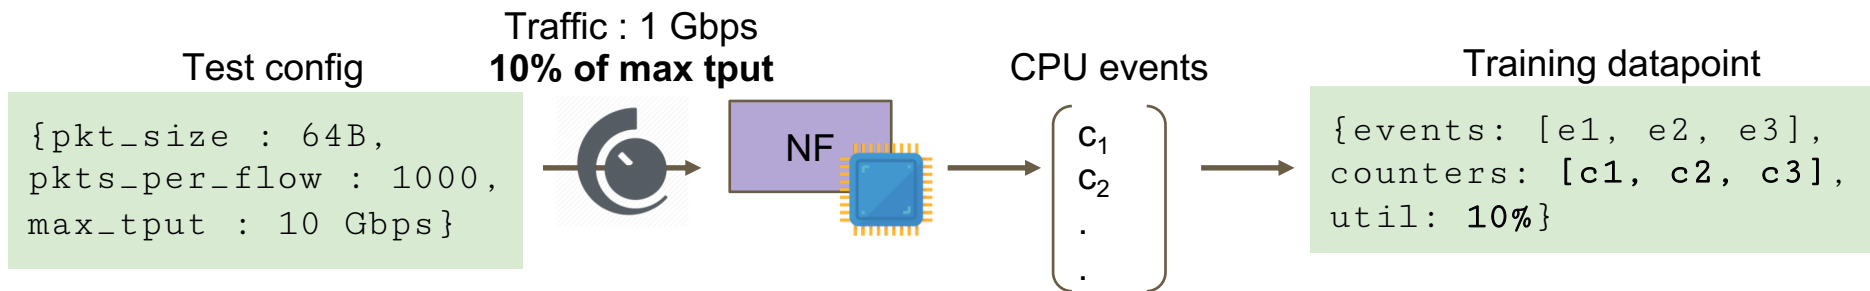 Test config
{pkt_size : 64B,
pkts_per_flow : 1000,
max_tput : 10 Gbps}
Traffic : 1 Gbps
10% of max tput
NF
CPU events
c1
c2
.
.
Training datapoint
{events: [e1, e2, e3],
counters: [c1, c2, c3],
util: 10%}